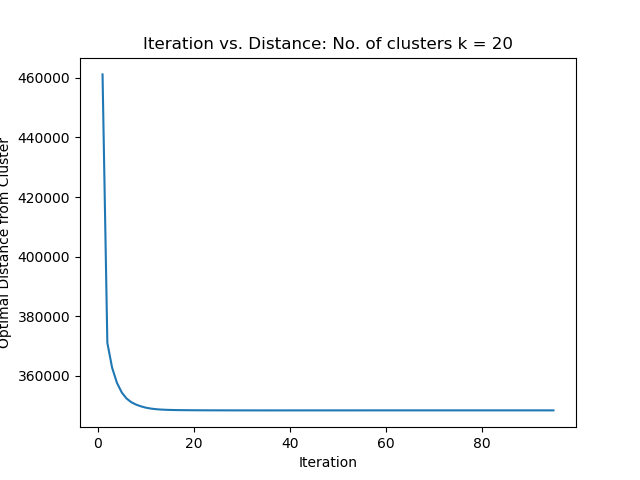 Iteration vs. Distance: No. of clusters k = 20
460000
440000
420000
400000
380000
360000
Optimal Distance from Cluster
0 20 40 60 80
Iteration